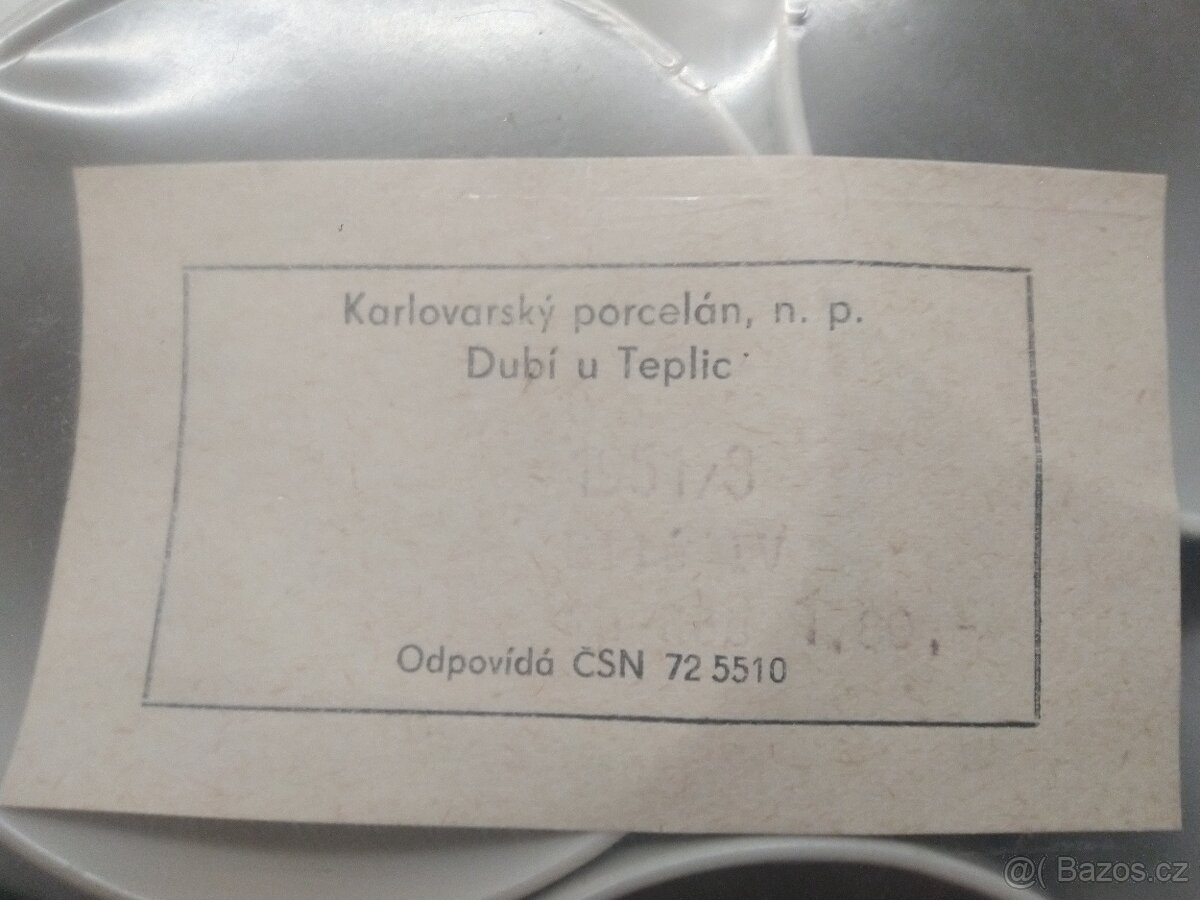 Karlovarský porcelán, n. p.
Dubí u Teplic
Odpovídá ČSN 72 5510
@( Bazos.cz